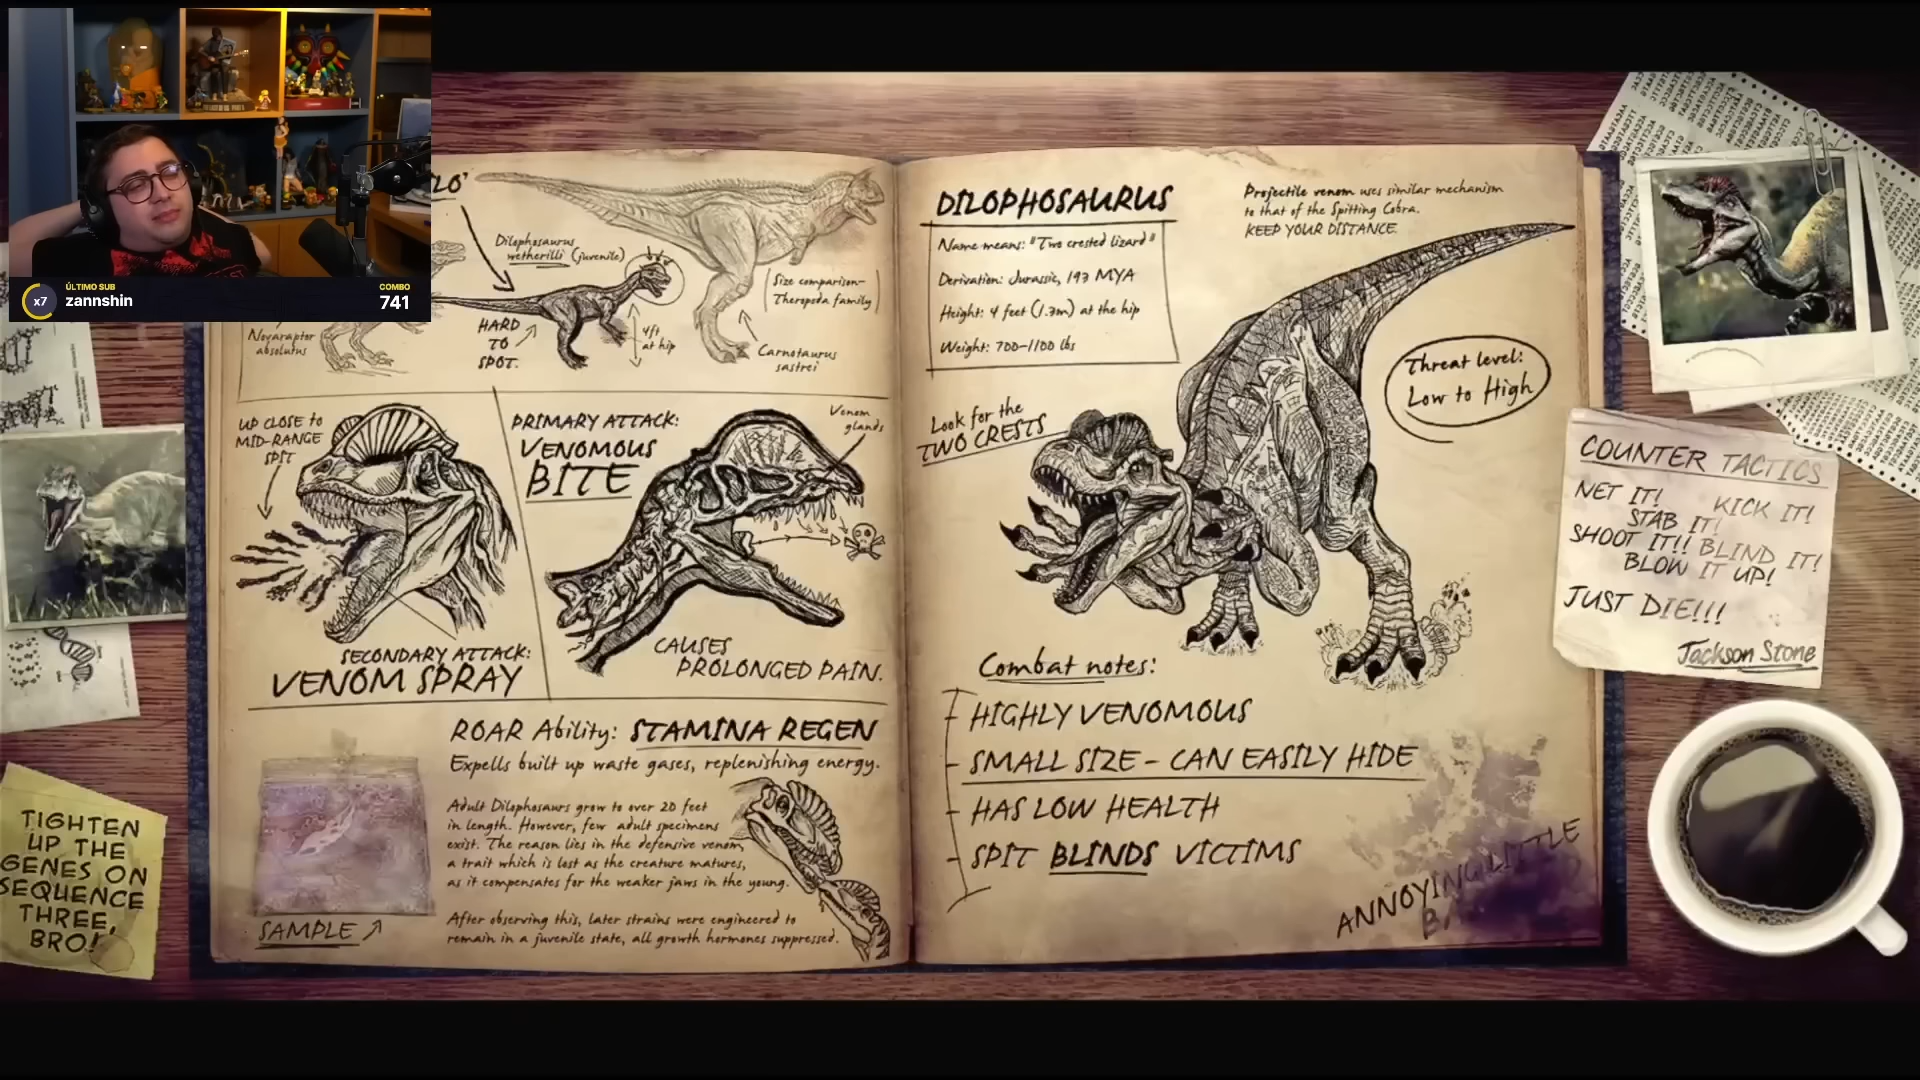 x7
ÚLTIMO SUB
zannshin
COMBO
741
LO'
Dilophosaurus
wetherilli (juvenile)
HARD
TO
SPOT.
4ft
at hip
Size comparison-
Theropoda family
Carnotaurus
sastrei
Novaraptor
absolutus
UP CLOSE to
MID-RANGE
SPIT
SECONDARY ATTACK:
VENOM SPRAY
PRIMARY ATTACK:
VENOMOUS
BITE
Venom
glands
CAUSES
PROLONGED PAIN.
ROAR Ability: STAMINA REGEN
Expells built up waste gases, replenishing energy.
Adult Dilophosaurs grow to over 20 feet
in length. However, few adult specimens
exist. The reason lies in the defensive venom,
a trait which is lost as the creature matures,
as it compensates for the weaker jaws in the young.
After observing this, later strains were engineered to
remain in a juvenile state, all growth hormones suppressed.
SAMPLE
TIGHTEN
UP THE
GENES ON
SEQUENCE
THREE,
BRO!
DILOPHOSAURUS
Name means: "Two crested lizard"
Derivation: Jurassic, 193 MYA
Height: 4 feet (1.3m) at the hip
Weight: 700-1100 lbs
Projectile venom uses similar mechanism
to that of the Spitting Cobra.
KEEP YOUR DISTANCE.
Threat level:
Low to High
Look for the
TWO CRESTS
Combat notes:
- HIGHLY VENOMOUS
- SMALL SIZE - CAN EASILY HIDE
- HAS LOW HEALTH
- SPIT BLINDS VICTIMS
ANNOYING LITTLE
COUNTER TACTICS
NET IT! KICK IT!
STAB IT!
SHOOT IT!! BLIND IT!
BLOW IT UP!
JUST DIE!!!
Jackson Stone